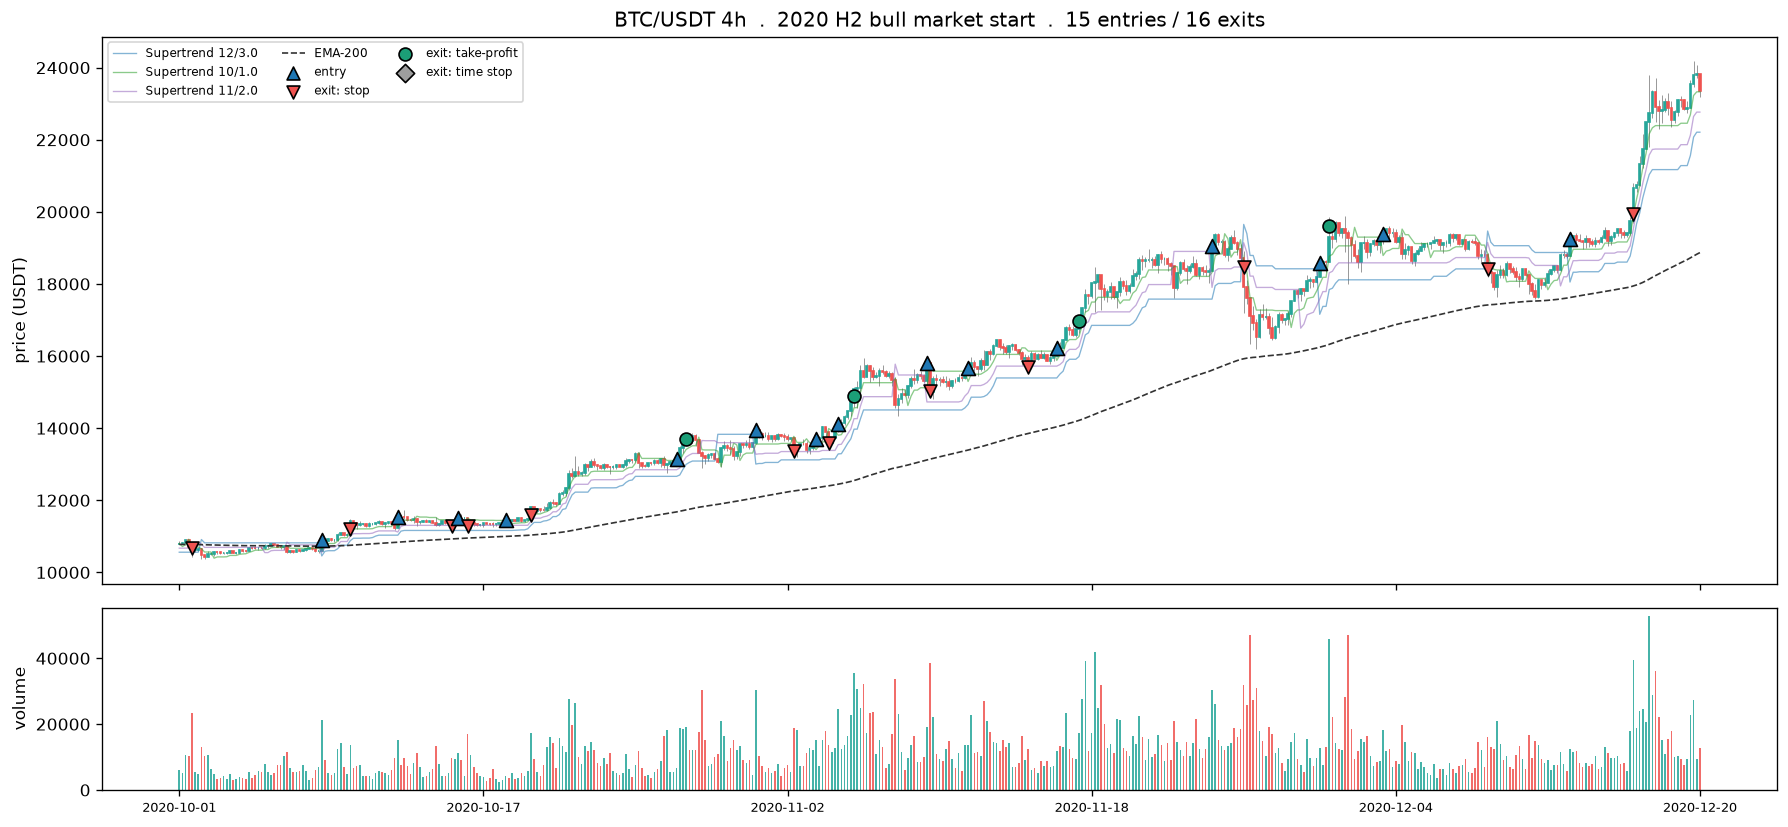 BTC/USDT 4h . 2020 H2 bull market start . 15 entries / 16 exits
Supertrend 12/3.0
Supertrend 10/1.0
Supertrend 11/2.0
EMA-200
entry
exit: stop
exit: take-profit
exit: time stop
price (USDT)
24000
22000
20000
18000
16000
14000
12000
10000
volume
40000
20000
0
2020-10-01
2020-10-17
2020-11-02
2020-11-18
2020-12-04
2020-12-20